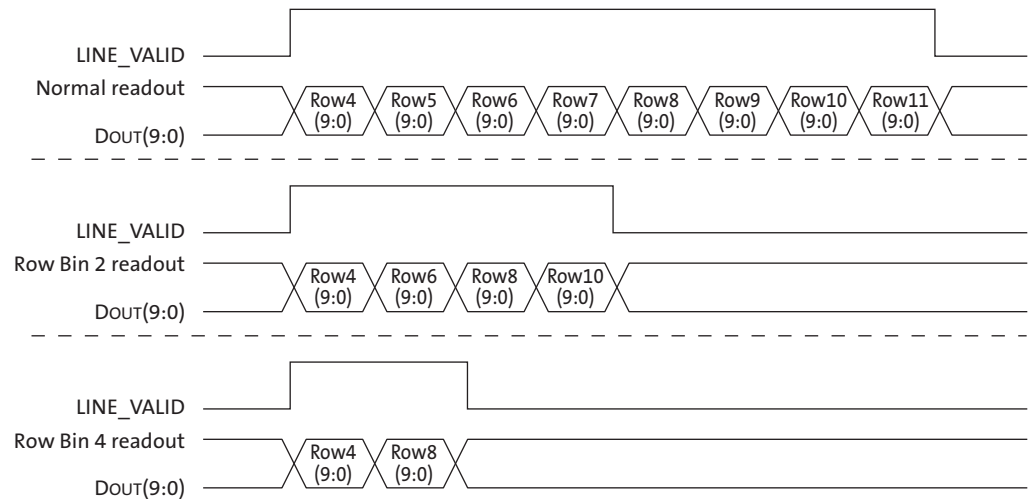 LINE_VALID
Normal readout
Row4 Row5 Row6 Row7 Row8 Row9 Row10 Row11
(9:0) (9:0) (9:0) (9:0) (9:0) (9:0) (9:0) (9:0)
DOUT(9:0)
LINE_VALID
Row Bin 2 readout
Row4 Row6 Row8 Row10
(9:0) (9:0) (9:0) (9:0)
DOUT(9:0)
LINE_VALID
Row Bin 4 readout
Row4 Row8
(9:0) (9:0)
DOUT(9:0)